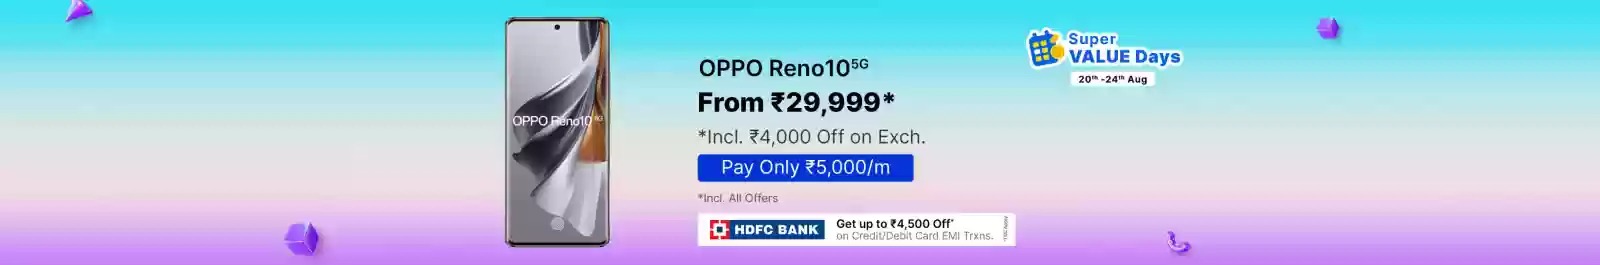 OPPO Reno10 5G
OPPO Reno10 5G
From ₹29,999*
*Incl. ₹4,000 Off on Exch.
Pay Only ₹5,000/m
*Incl. All Offers
HDFC BANK
Get up to ₹4,500 Off*
on Credit/Debit Card EMI Trxns.
Super
VALUE Days
20th -24th Aug